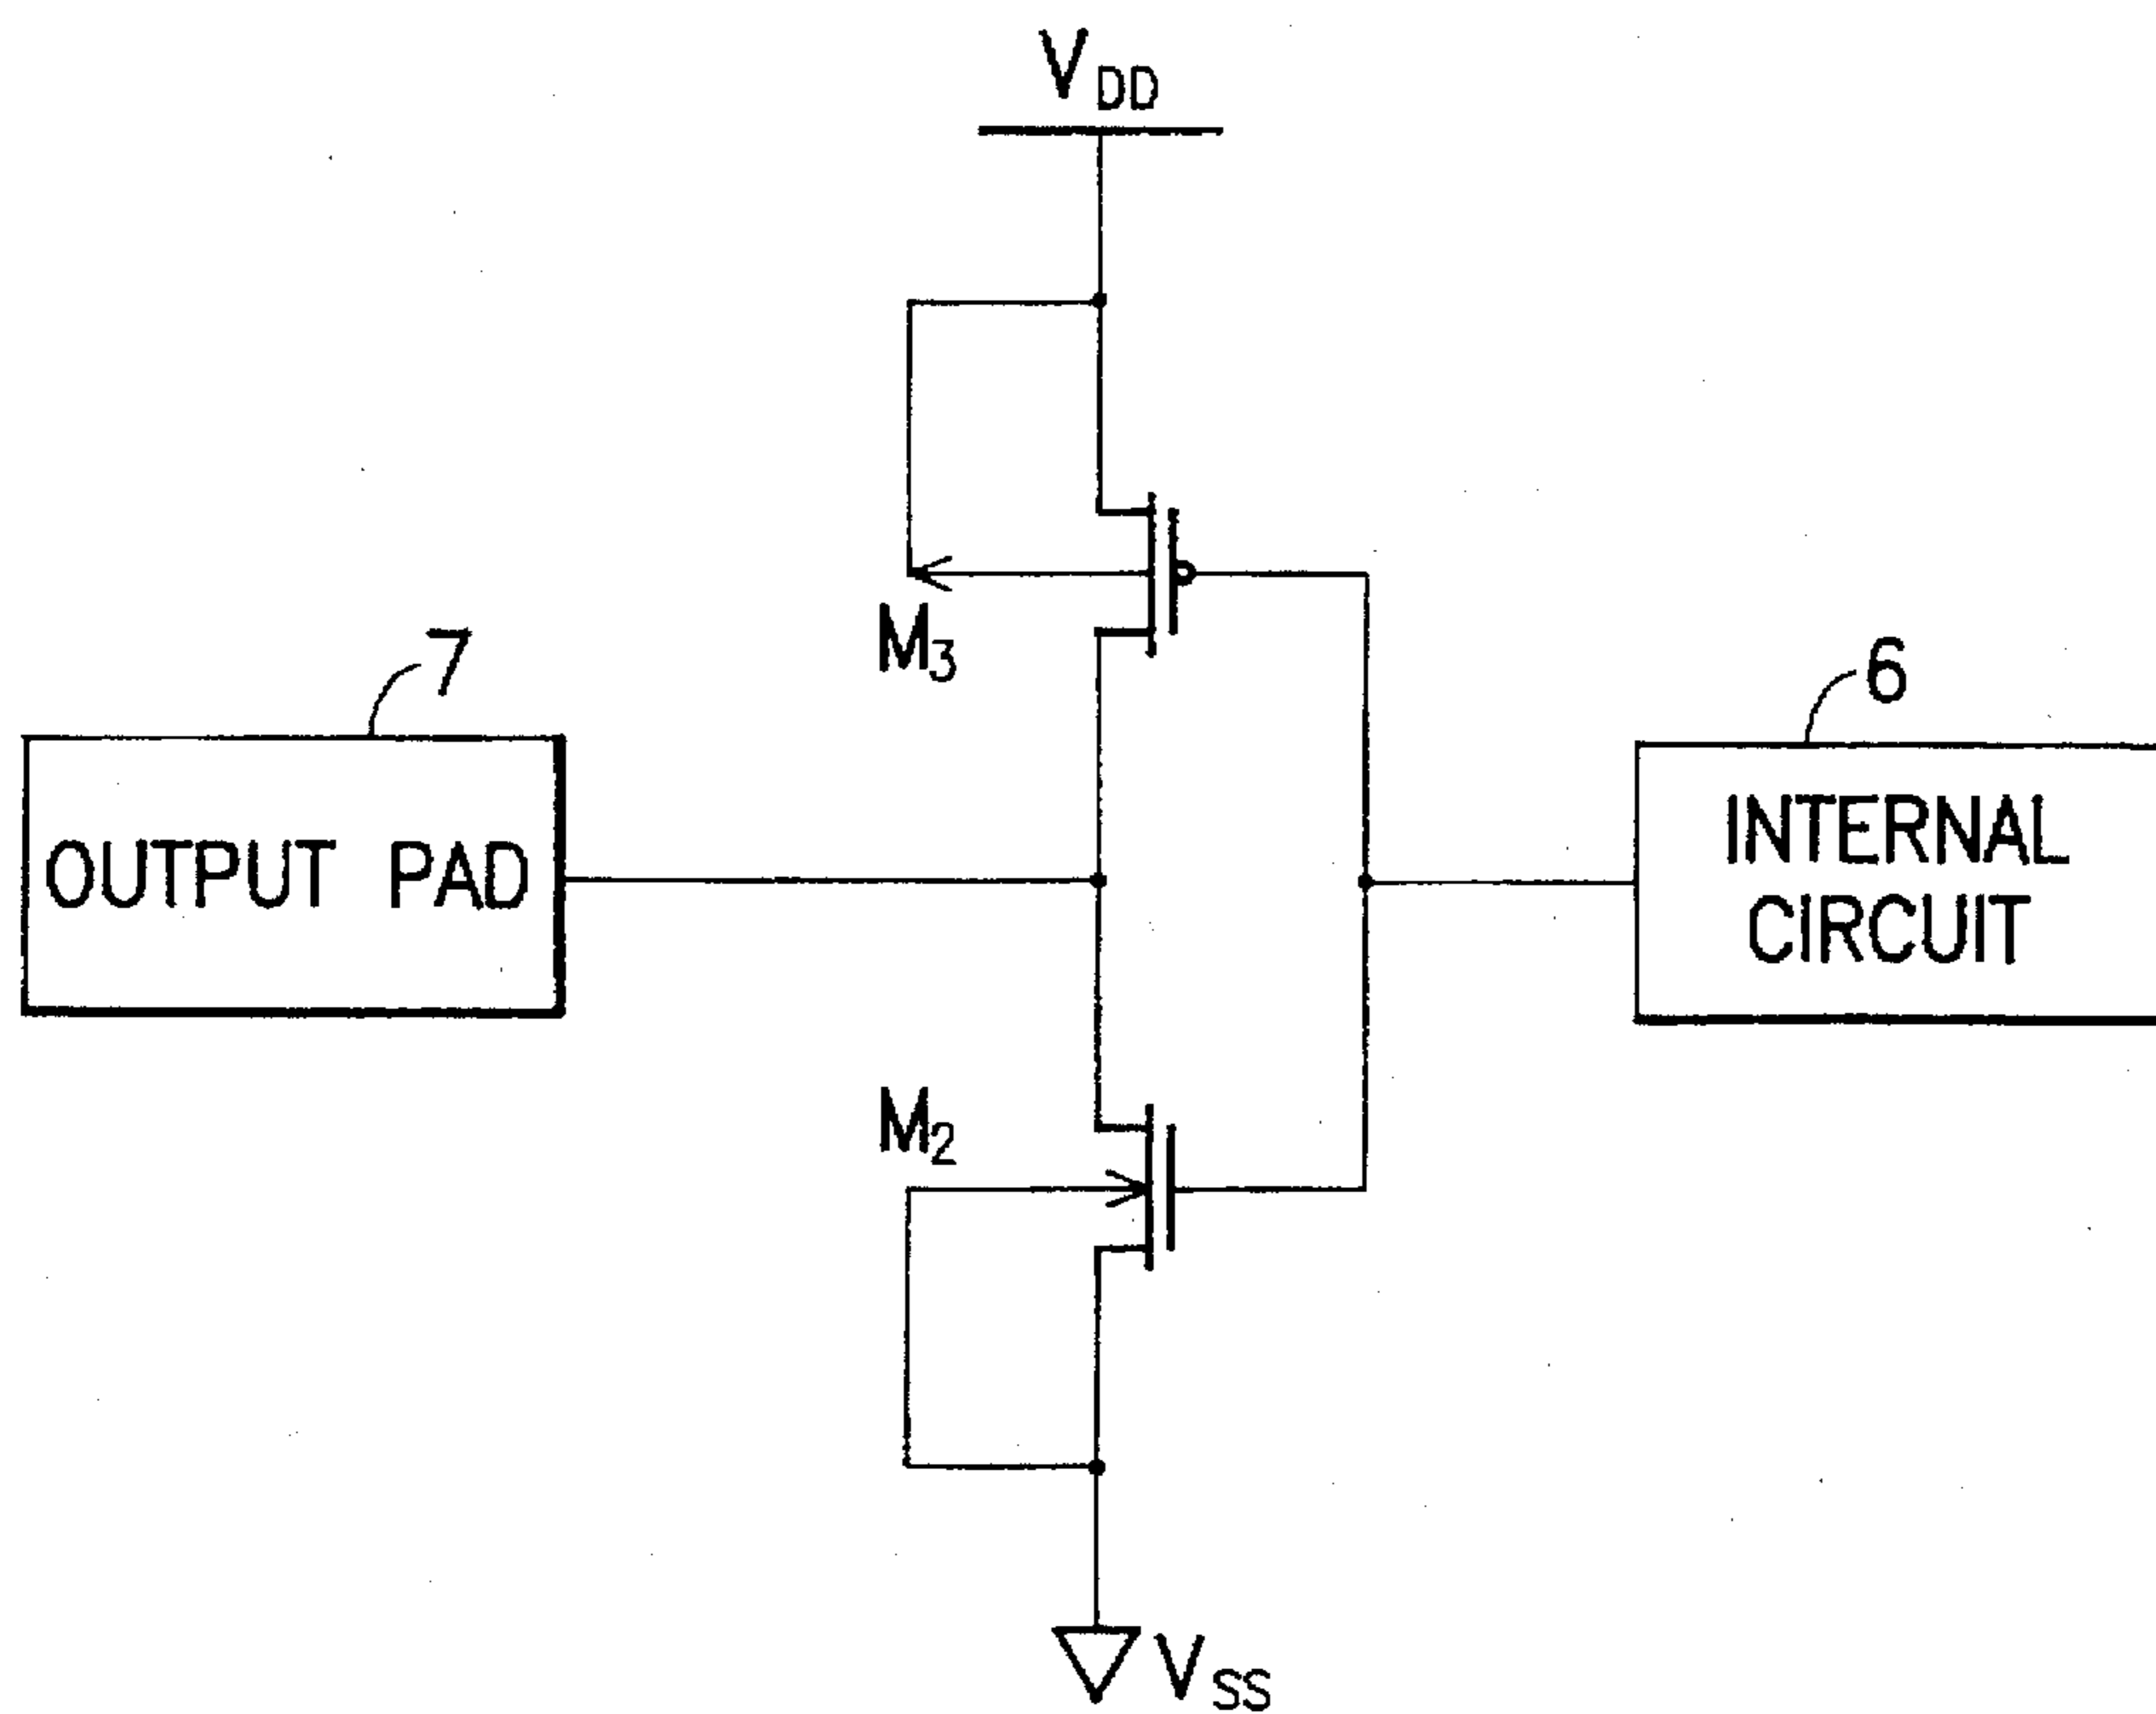 VDD
M3
7
6
OUTPUT PAD
INTERNAL
CIRCUIT
M2
VSS